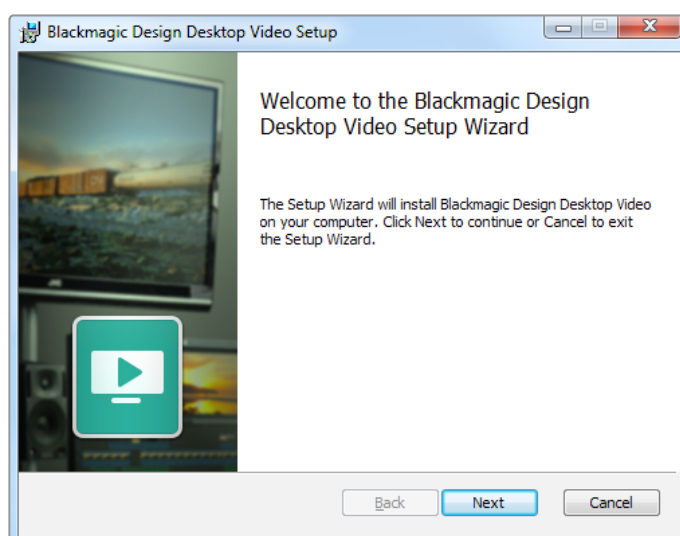 Blackmagic Design Desktop Video Setup
Welcome to the Blackmagic Design
Desktop Video Setup Wizard
The Setup Wizard will install Blackmagic Design Desktop Video
on your computer. Click Next to continue or Cancel to exit
the Setup Wizard.
Back
Next
Cancel